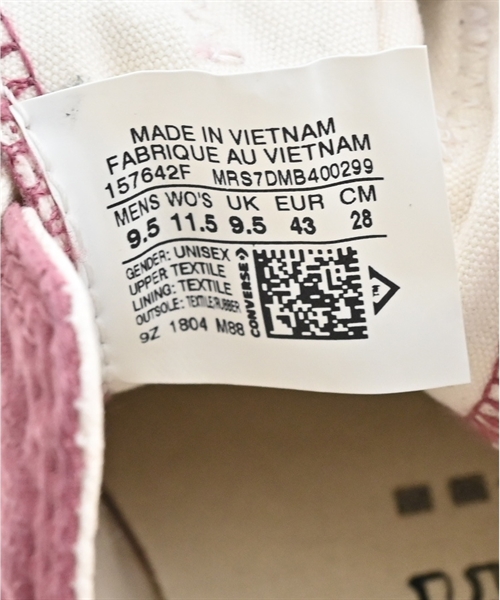 MADE IN VIETNAM
FABRIQUE AU VIETNAM
157642F MRS7DMB400299
MENS WO'S UK EUR CM
9.5 11.5 9.5 43 28
GENDER: UNISEX
UPPER TEXTILE
LINING: TEXTILE
OUTSOLE: TEXTILE/RUBBER
9Z 1804 M88
CONVERSE